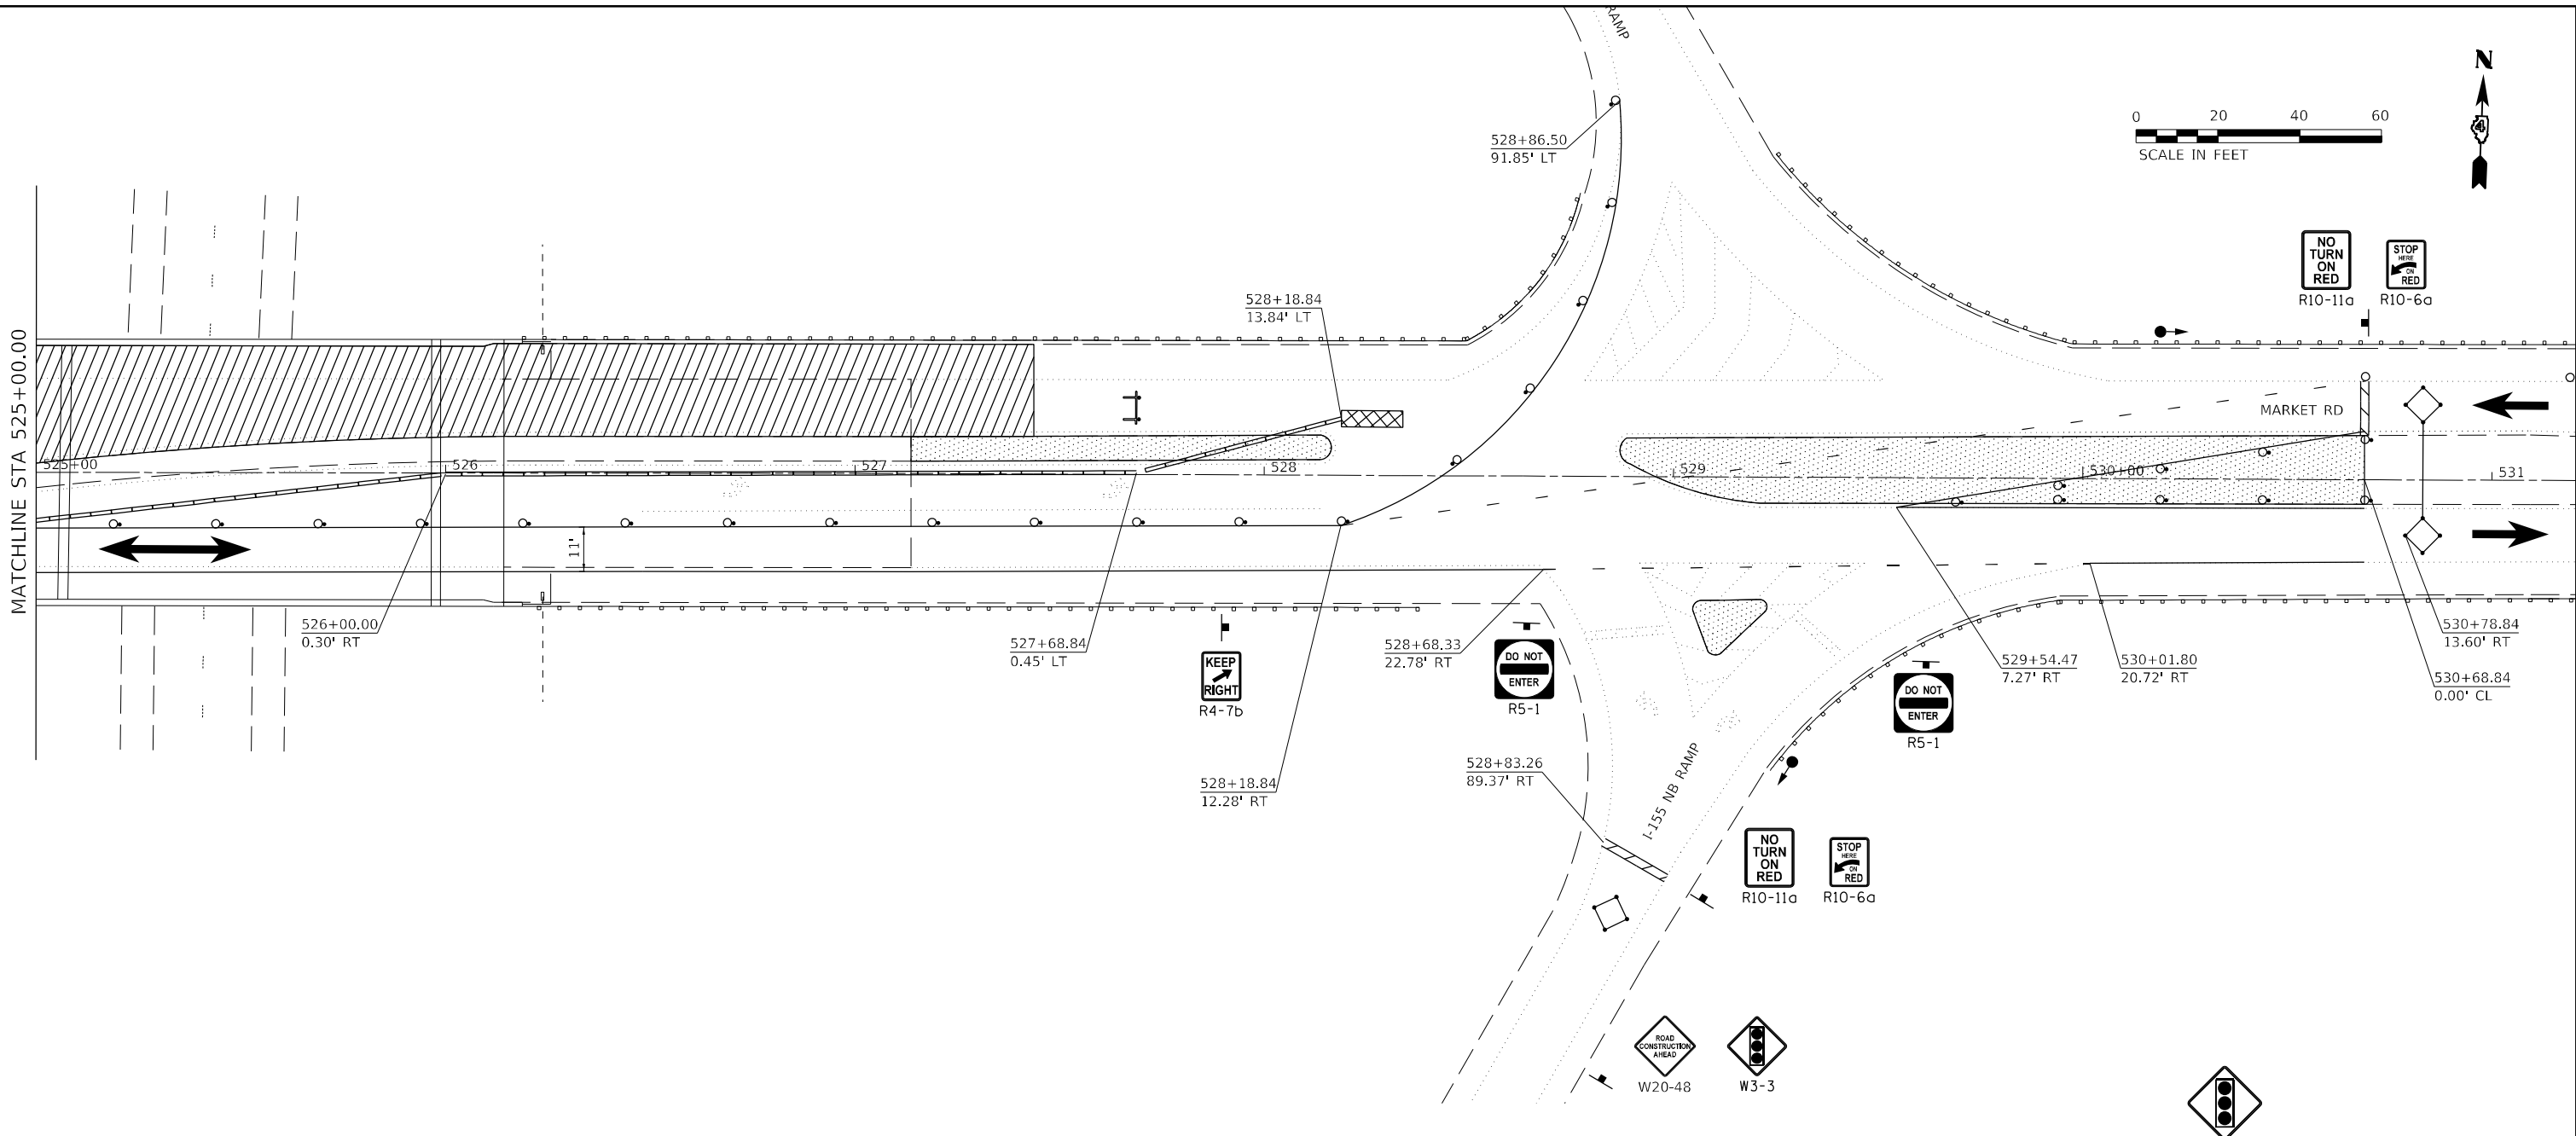 RAMP
N
4
0 20 40 60
SCALE IN FEET
528+86.50
91.85' LT
NO
TURN
ON
RED
R10-11a
STOP
HERE
ON
RED
R10-6a
528+18.84
13.84' LT
MATCHLINE STA 525+00.00
MARKET RD
525+00
526
527
528
529
530+00
531
11'
526+00.00
0.30' RT
527+68.84
0.45' LT
KEEP
RIGHT
R4-7b
528+68.33
22.78' RT
DO NOT
ENTER
R5-1
529+54.47
7.27' RT
530+01.80
20.72' RT
530+78.84
13.60' RT
530+68.84
0.00' CL
DO NOT
ENTER
R5-1
528+18.84
12.28' RT
528+83.26
89.37' RT
I-155 NB RAMP
NO
TURN
ON
RED
R10-11a
STOP
HERE
ON
RED
R10-6a
ROAD
CONSTRUCTION
AHEAD
W20-48
W3-3